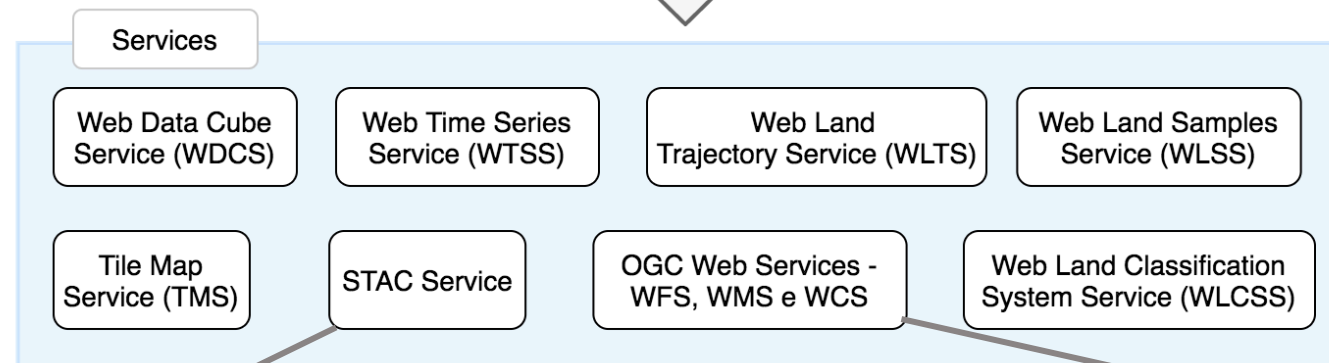 Services
Web Data Cube
Service (WDCS)
Web Time Series
Service (WTSS)
Web Land
Trajectory Service (WLTS)
Web Land Samples
Service (WLSS)
Tile Map
Service (TMS)
STAC Service
OGC Web Services -
WFS, WMS e WCS
Web Land Classification
System Service (WLCSS)